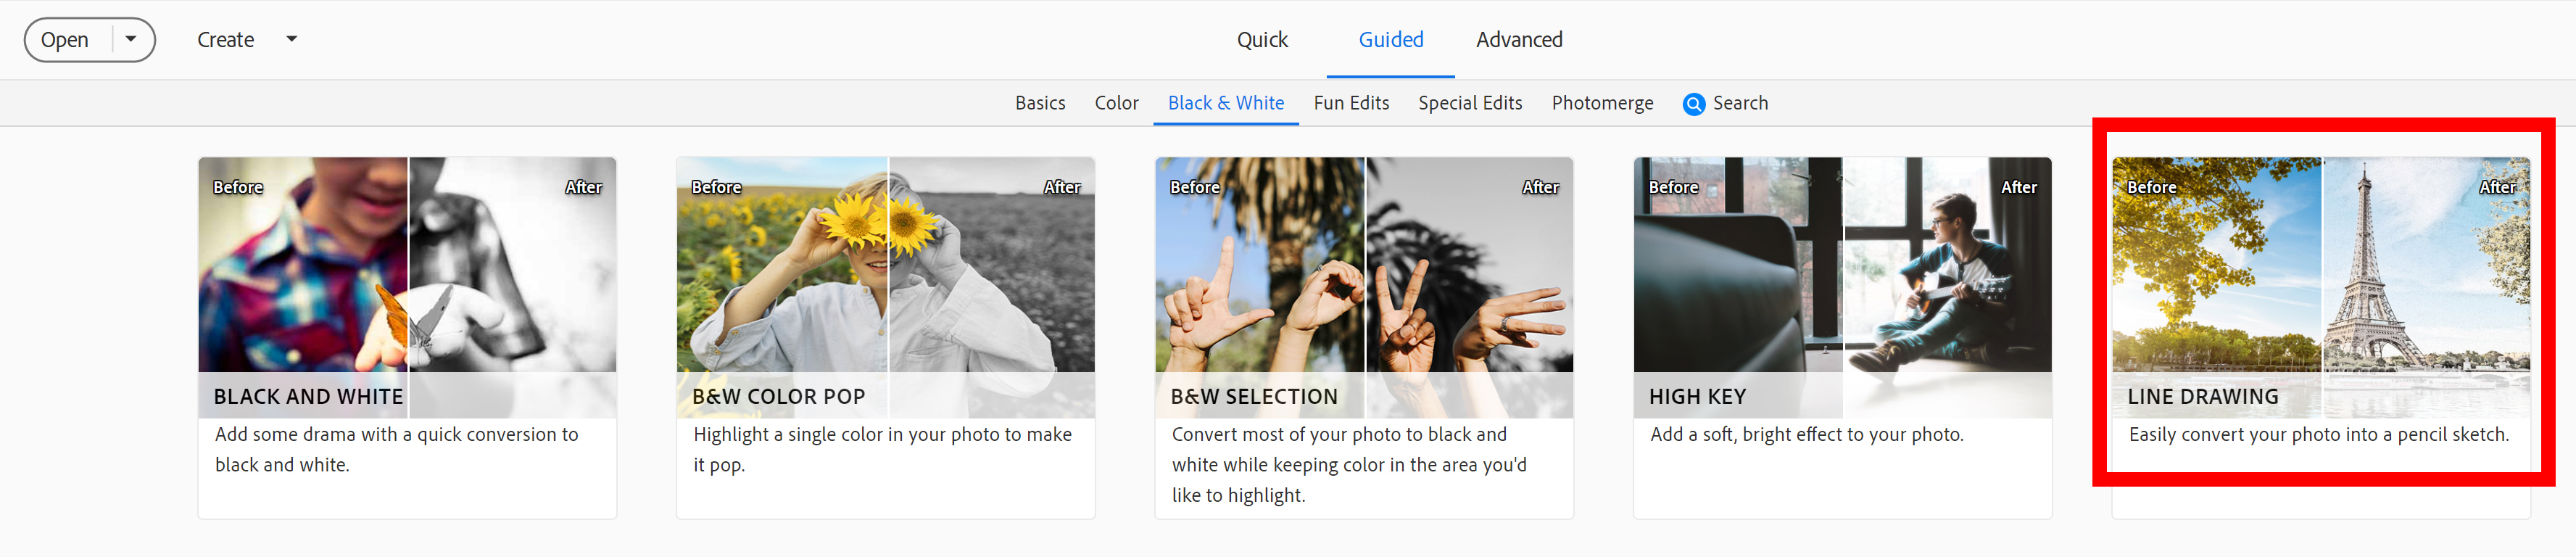 Open Create Quick Guided Advanced
Basics Color Black & White Fun Edits Special Edits Photomerge Search
Before After
BLACK AND WHITE
Add some drama with a quick conversion to
black and white.
Before After
B&W COLOR POP
Highlight a single color in your photo to make
it pop.
Before After
B&W SELECTION
Convert most of your photo to black and
white while keeping color in the area you'd
like to highlight.
Before After
HIGH KEY
Add a soft, bright effect to your photo.
Before After
LINE DRAWING
Easily convert your photo into a pencil sketch.